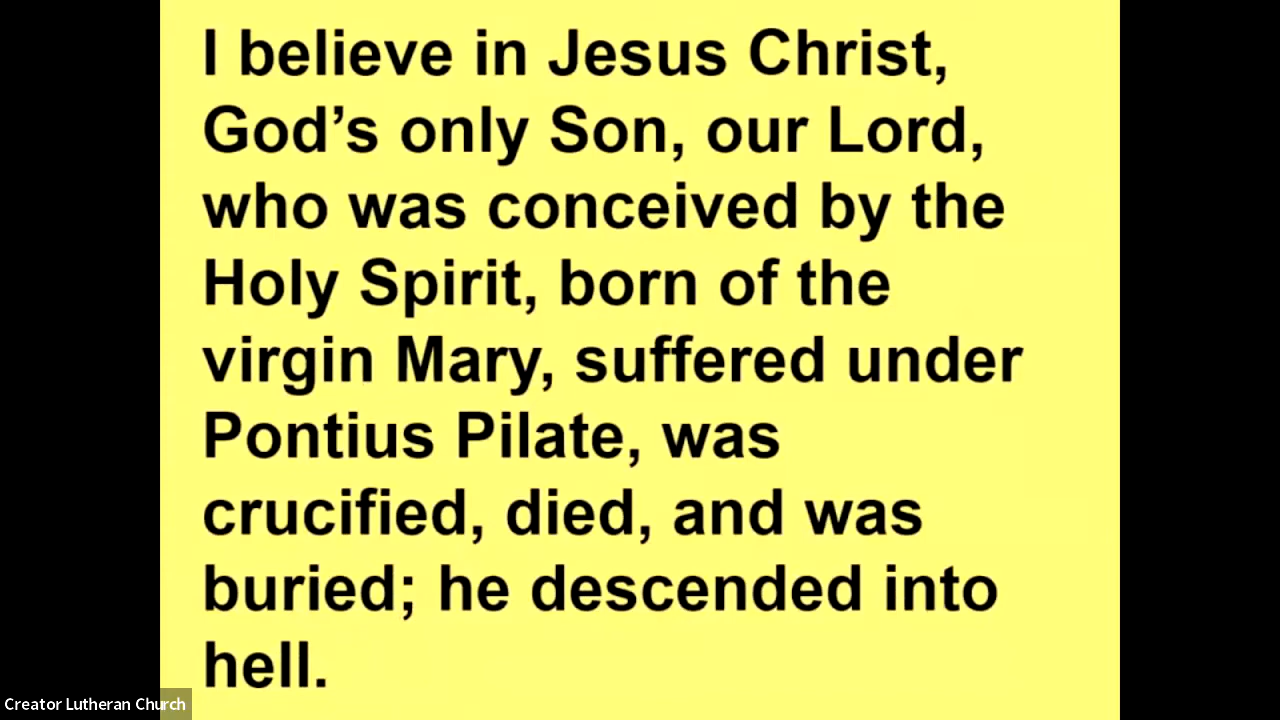 I believe in Jesus Christ,
God’s only Son, our Lord,
who was conceived by the
Holy Spirit, born of the
virgin Mary, suffered under
Pontius Pilate, was
crucified, died, and was
buried; he descended into
hell.
Creator Lutheran Church